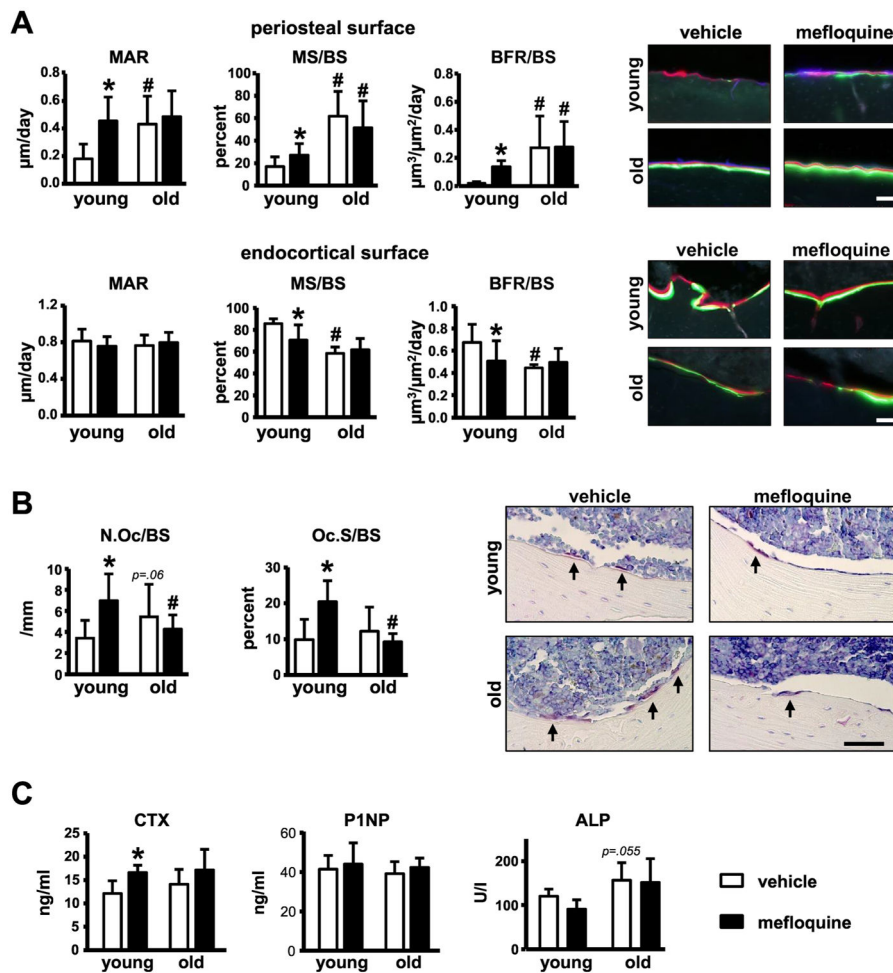 A
periosteal surface
MAR
MS/BS
BFR/BS
vehicle
mefloquine
µm/day
0.8
0.6
0.4
0.2
0.0
*
#
young
old
percent
100
80
60
40
20
0
*
#
#
young
old
µm³/µm²/day
0.8
0.6
0.4
0.2
0.0
*
#
#
young
old
young
old
endocortical surface
MAR
MS/BS
BFR/BS
vehicle
mefloquine
µm/day
1.2
0.8
0.4
0.0
young
old
percent
100
80
60
40
20
0
*
#
young
old
µm³/µm²/day
1.0
0.8
0.6
0.4
0.2
0.0
*
#
young
old
young
old
B
N.Oc/BS
Oc.S/BS
vehicle
mefloquine
/mm
10
8
6
4
2
0
*
p=.06
#
young
old
percent
30
20
10
0
*
#
young
old
young
old
C
CTX
P1NP
ALP
ng/ml
25
20
15
10
5
0
*
young
old
ng/ml
60
40
20
0
young
old
U/l
200
100
0
p=.055
young
old
vehicle
mefloquine